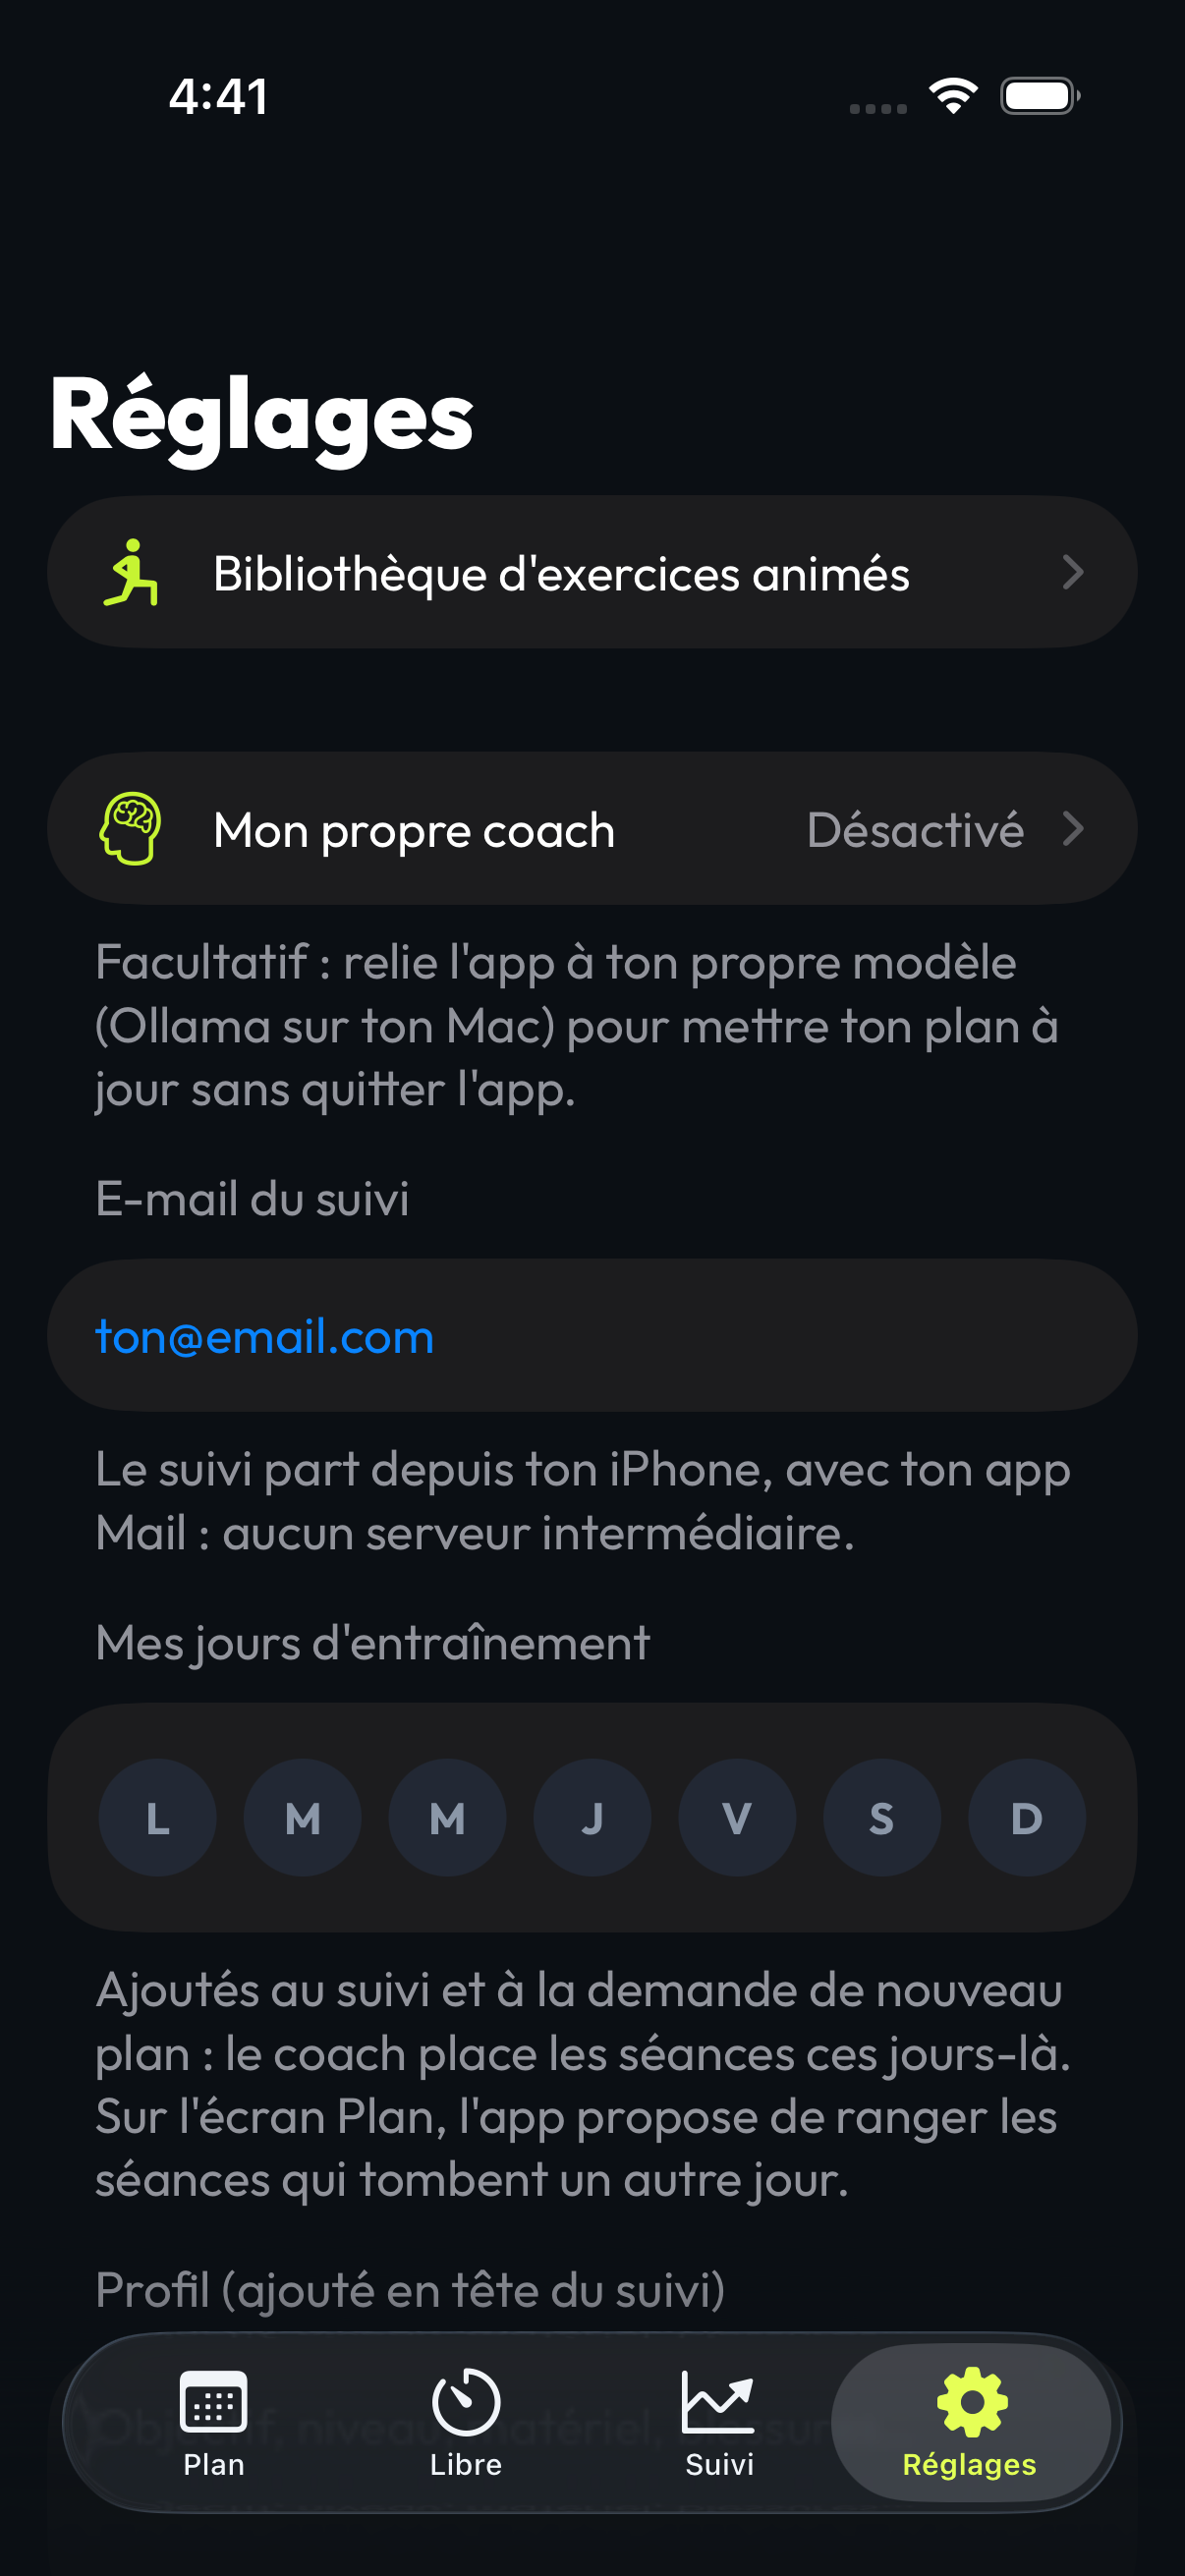 4:41
Réglages
Bibliothèque d'exercices animés
Mon propre coach Désactivé
Facultatif : relie l'app à ton propre modèle
(Ollama sur ton Mac) pour mettre ton plan à
jour sans quitter l'app.
E-mail du suivi
ton@email.com
Le suivi part depuis ton iPhone, avec ton app
Mail : aucun serveur intermédiaire.
Mes jours d'entraînement
L M M J V S D
Ajoutés au suivi et à la demande de nouveau
plan : le coach place les séances ces jours-là.
Sur l'écran Plan, l'app propose de ranger les
séances qui tombent un autre jour.
Profil (ajouté en tête du suivi)
Plan Libre Suivi Réglages